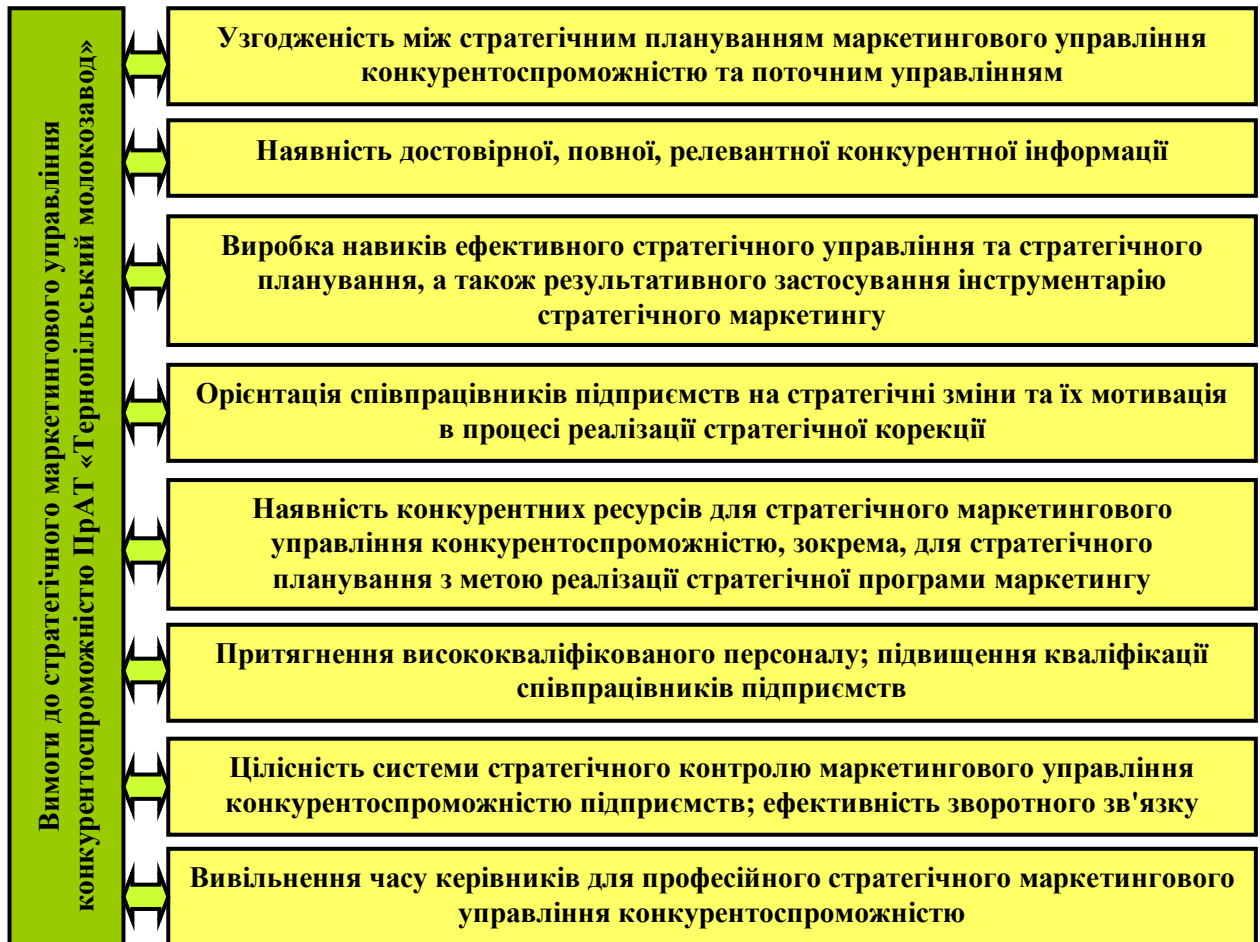 Вимоги до стратегічного маркетингового управління
конкурентоспроможністю ПрАТ «Тернопільський молокозавод»
Узгодженість між стратегічним плануванням маркетингового управління
конкурентоспроможністю та поточним управлінням
Наявність достовірної, повної, релевантної конкурентної інформації
Виробка навиків ефективного стратегічного управління та стратегічного
планування, а також результативного застосування інструментарію
стратегічного маркетингу
Орієнтація співпрацівників підприємств на стратегічні зміни та їх мотивація
в процесі реалізації стратегічної корекції
Наявність конкурентних ресурсів для стратегічного маркетингового
управління конкурентоспроможністю, зокрема, для стратегічного
планування з метою реалізації стратегічної програми маркетингу
Притягнення висококваліфікованого персоналу; підвищення кваліфікації
співпрацівників підприємств
Цілісність системи стратегічного контролю маркетингового управління
конкурентоспроможністю підприємств; ефективність зворотного зв'язку
Вивільнення часу керівників для професійного стратегічного маркетингового
управління конкурентоспроможністю